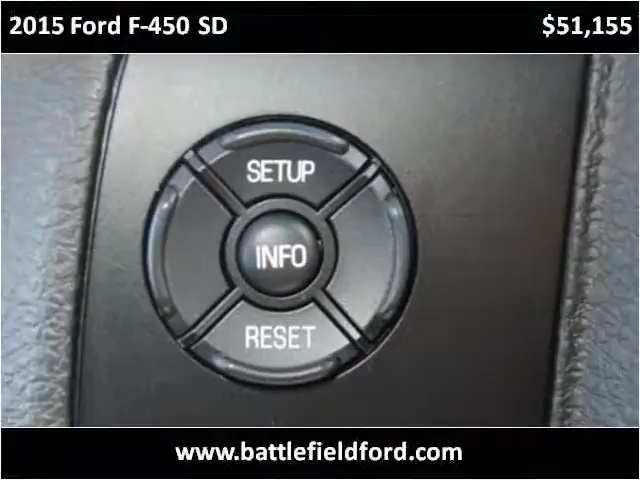 2015 Ford F-450 SD $51,155
SETUP
INFO
RESET
www.battlefieldford.com